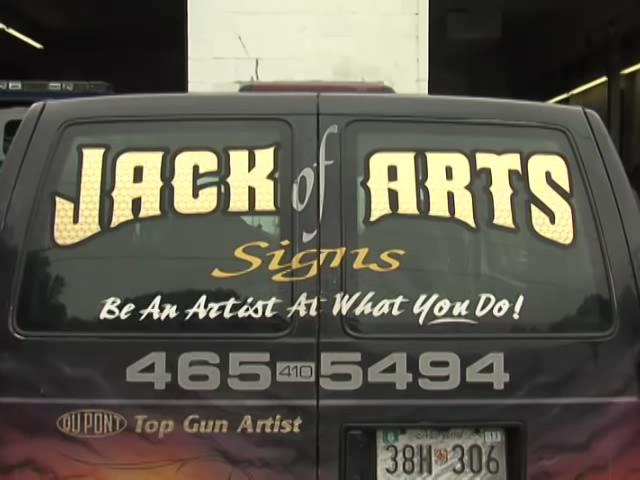 JACK of ARTS
Signs
Be An Artist At What You Do!
465 410 5494
DUPONT Top Gun Artist
38H 306